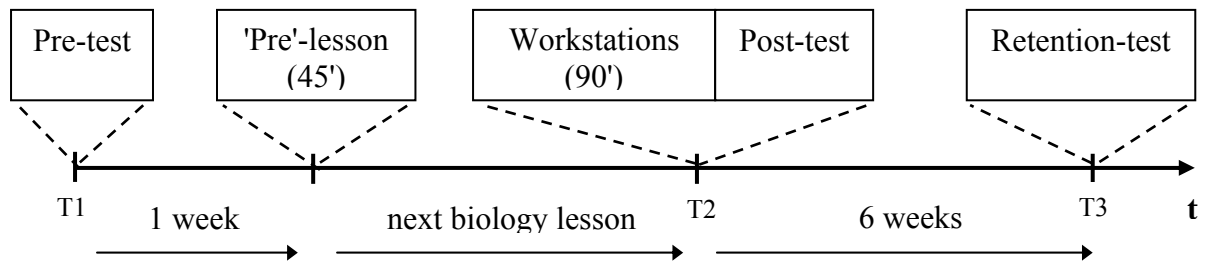 Pre-test
'Pre'-lesson
(45')
Workstations
(90')
Post-test
Retention-test
T1
T2
T3
t
1 week
next biology lesson
6 weeks